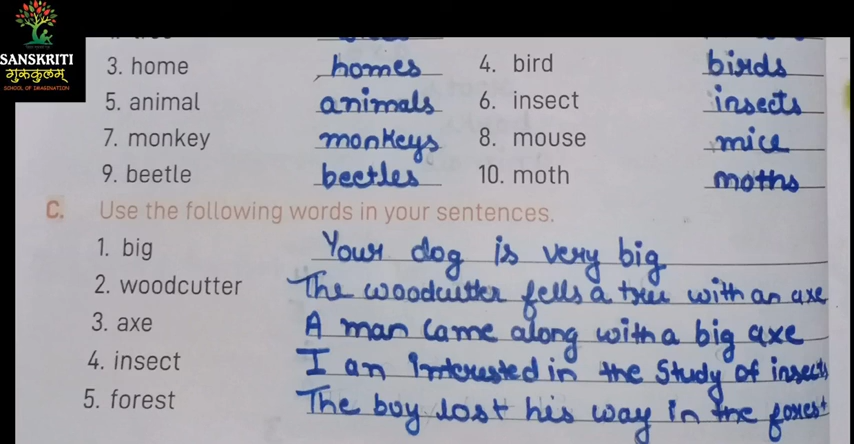 SANSKRITI
गुरुकुलम्
SCHOOL OF IMAGINATION
3. home homes 4. bird birds
5. animal animals 6. insect insects
7. monkey monkeys 8. mouse mice
9. beetle beetles 10. moth moths
C. Use the following words in your sentences.
1. big Your dog is very big
2. woodcutter The woodcutter fells a tree with an axe
3. axe A man came along with a big axe
4. insect I an interested in the study of insects
5. forest The boy lost his way in the forest